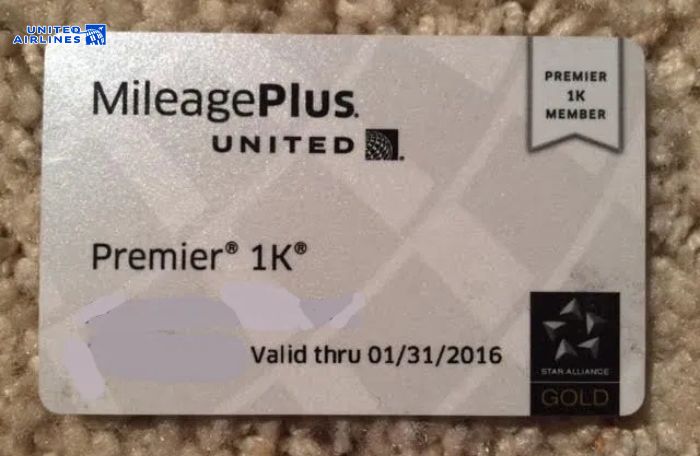 UNITED
AIRLINES
MileagePlus.
UNITED
PREMIER
1K
MEMBER
Premier® 1K®
Valid thru 01/31/2016
STAR ALLIANCE
GOLD